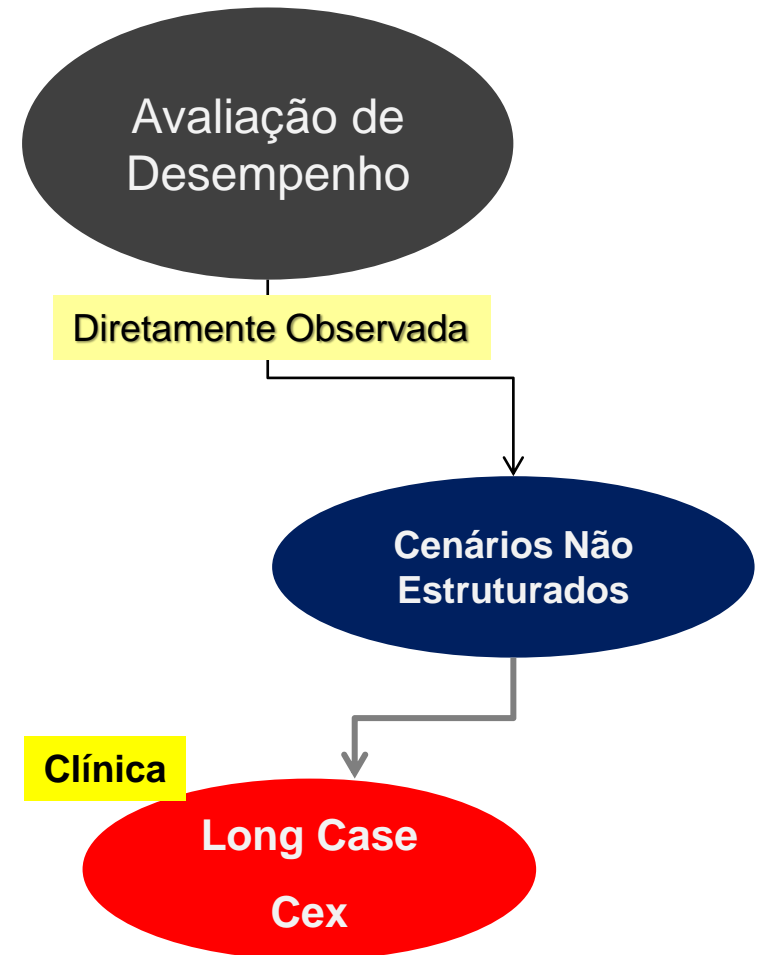 Avaliação de
Desempenho
Diretamente Observada
Cenários Não
Estruturados
Clínica
Long Case
Cex